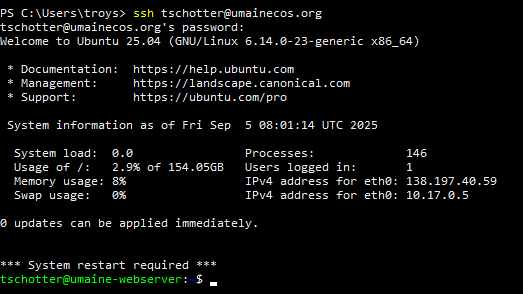 PS C:\Users\troys> ssh tschotter@umainecos.org
tschotter@umainecos.org's password:
Welcome to Ubuntu 25.04 (GNU/Linux 6.14.0-23-generic x86_64)
* Documentation:  https://help.ubuntu.com
* Management:     https://landscape.canonical.com
* Support:        https://ubuntu.com/pro
System information as of Fri Sep  5 08:01:14 UTC 2025
System load:  0.0                Processes:             146
Usage of /:   2.9% of 154.05GB   Users logged in:       1
Memory usage: 8%                 IPv4 address for eth0: 138.197.40.59
Swap usage:   0%                 IPv4 address for eth0: 10.17.0.5
0 updates can be applied immediately.
*** System restart required ***
tschotter@umaine-webserver:~$